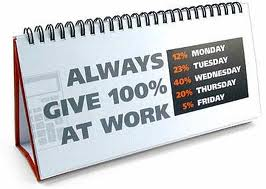 ALWAYS
GIVE 100%
AT WORK
12% MONDAY
23% TUESDAY
40% WEDNESDAY
20% THURSDAY
5% FRIDAY